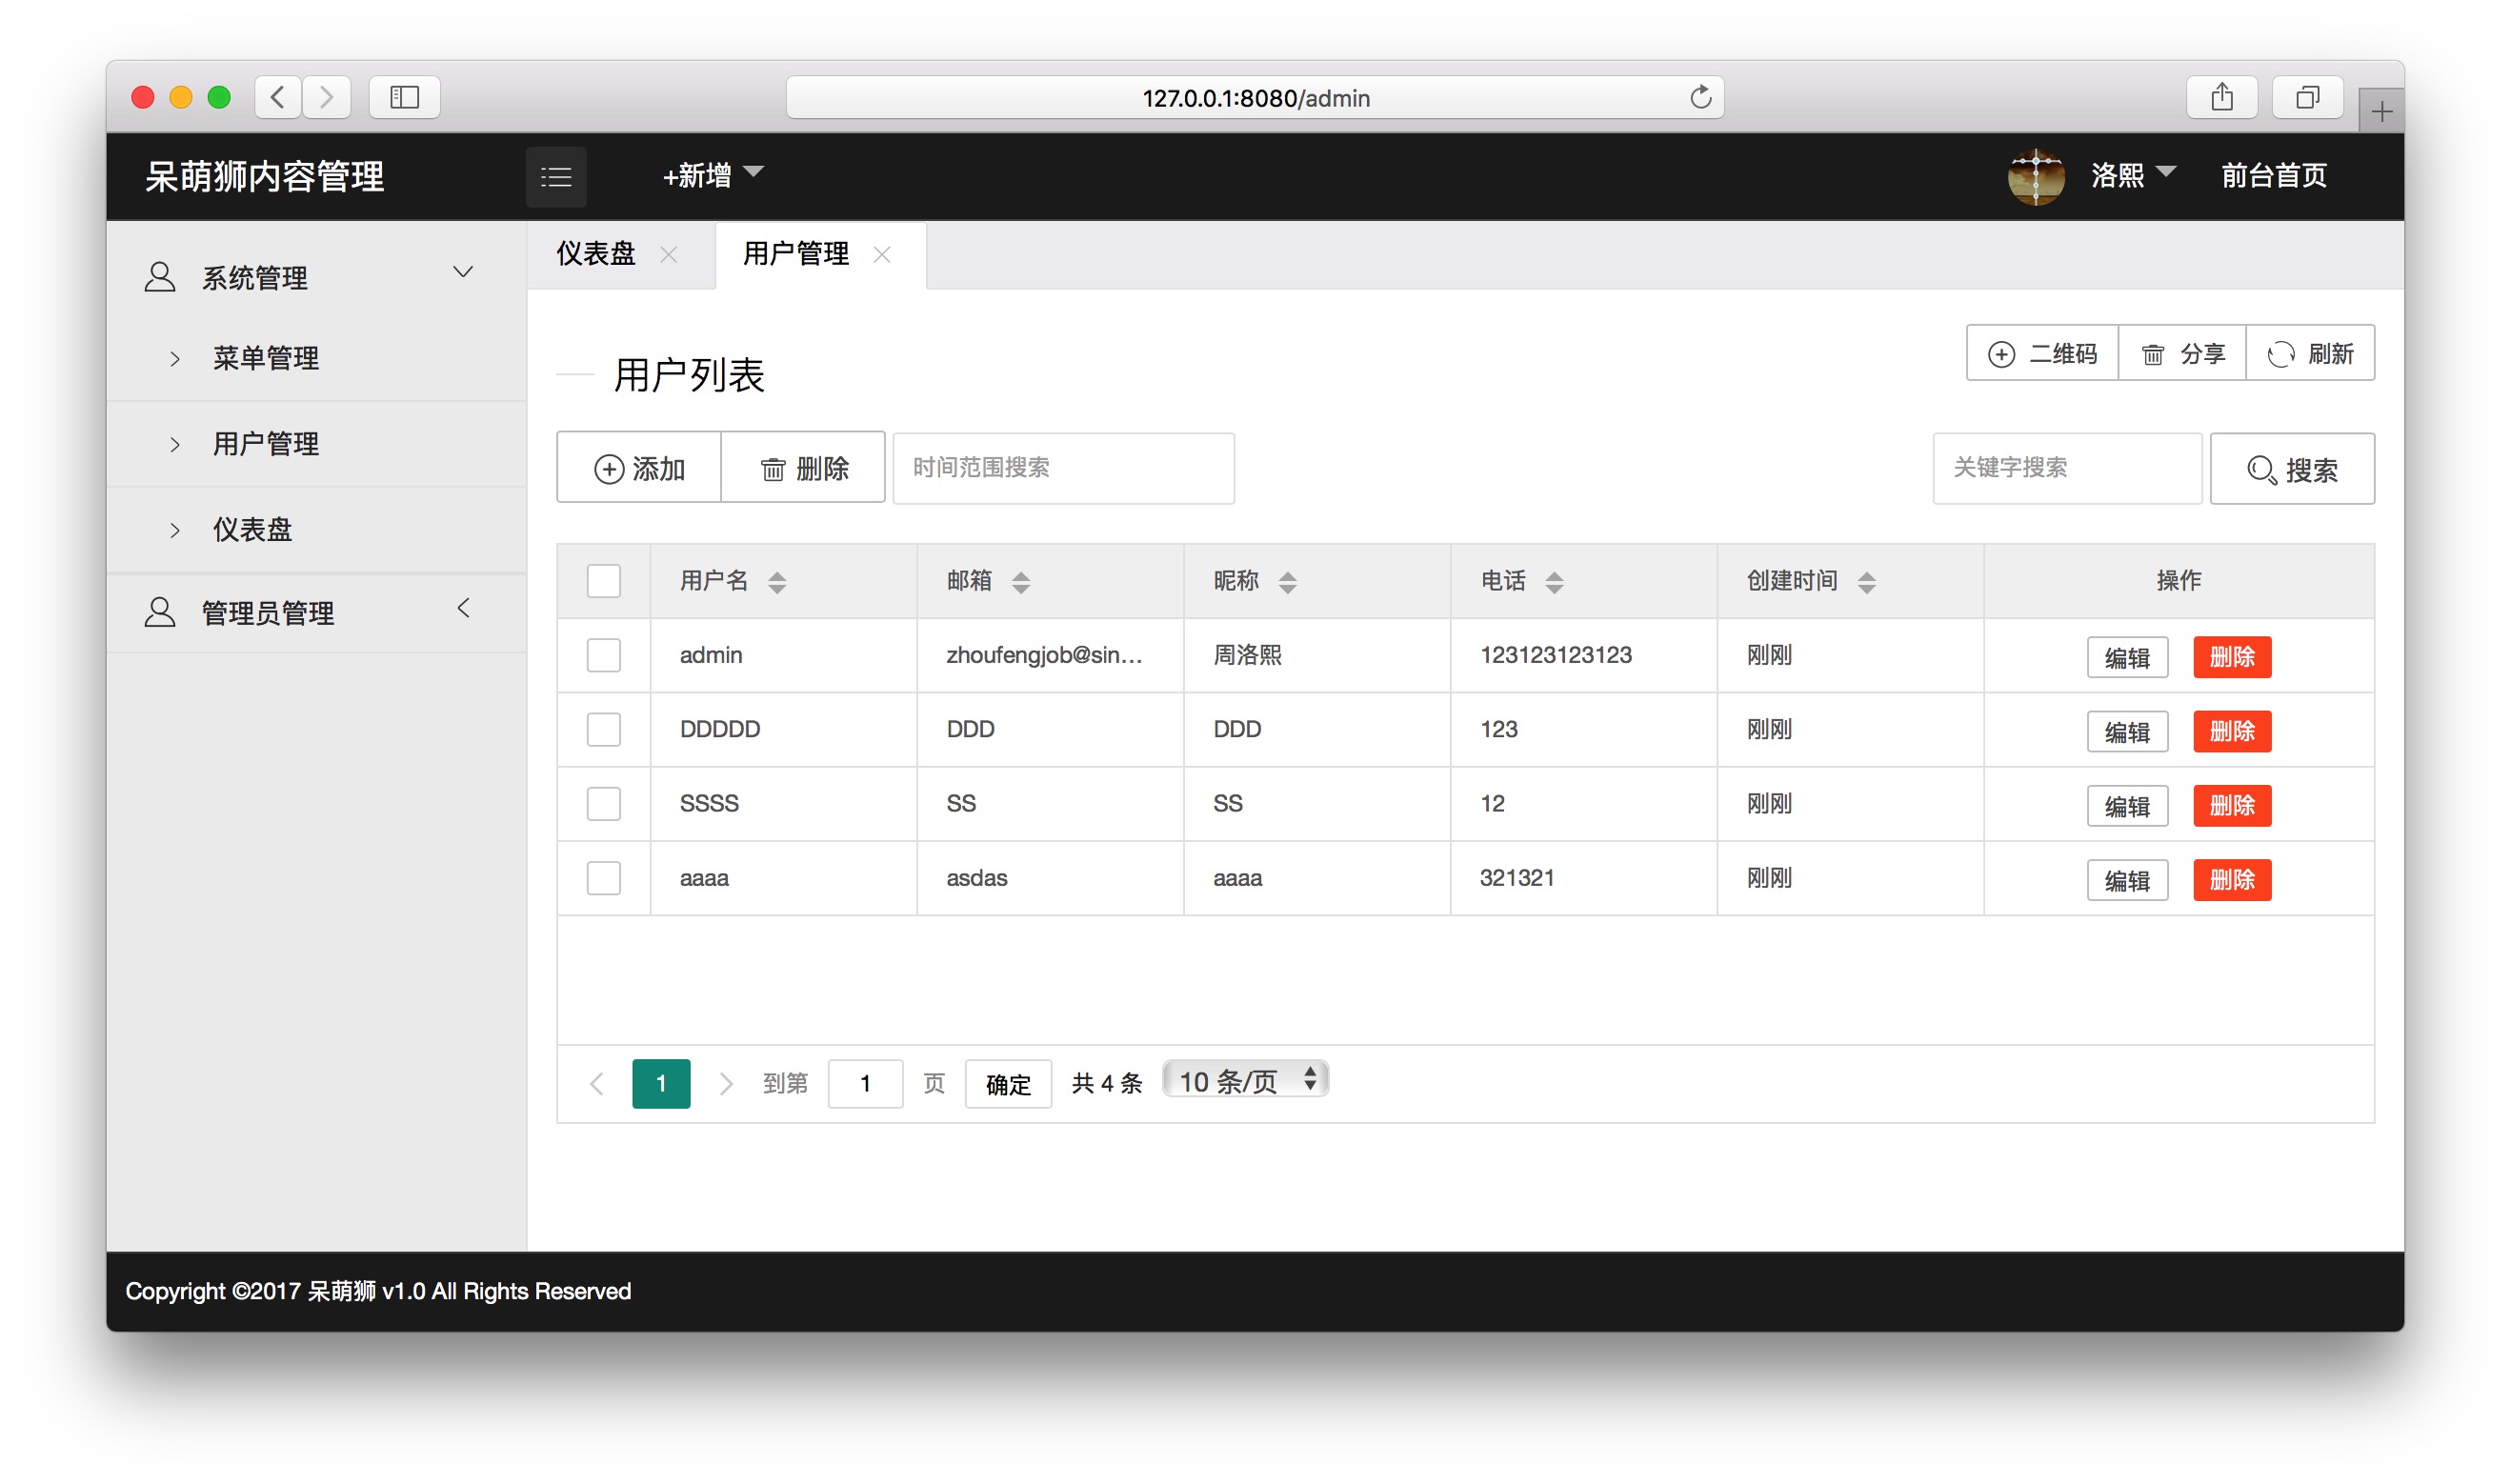 127.0.0.1:8080/admin
呆萌狮内容管理
+新增
洛熙
前台首页
系统管理
菜单管理
用户管理
仪表盘
管理员管理
仪表盘
用户管理
用户列表
二维码
分享
刷新
添加
删除
时间范围搜索
关键字搜索
搜索
用户名 邮箱 昵称 电话 创建时间 操作
admin zhoufengjob@sin... 周洛熙 123123123123 刚刚 编辑 删除
DDDDD DDD DDD 123 刚刚 编辑 删除
SSSS SS SS 12 刚刚 编辑 删除
aaaa asdas aaaa 321321 刚刚 编辑 删除
1 到第 1 页 确定 共 4 条 10 条/页
Copyright ©2017 呆萌狮 v1.0 All Rights Reserved